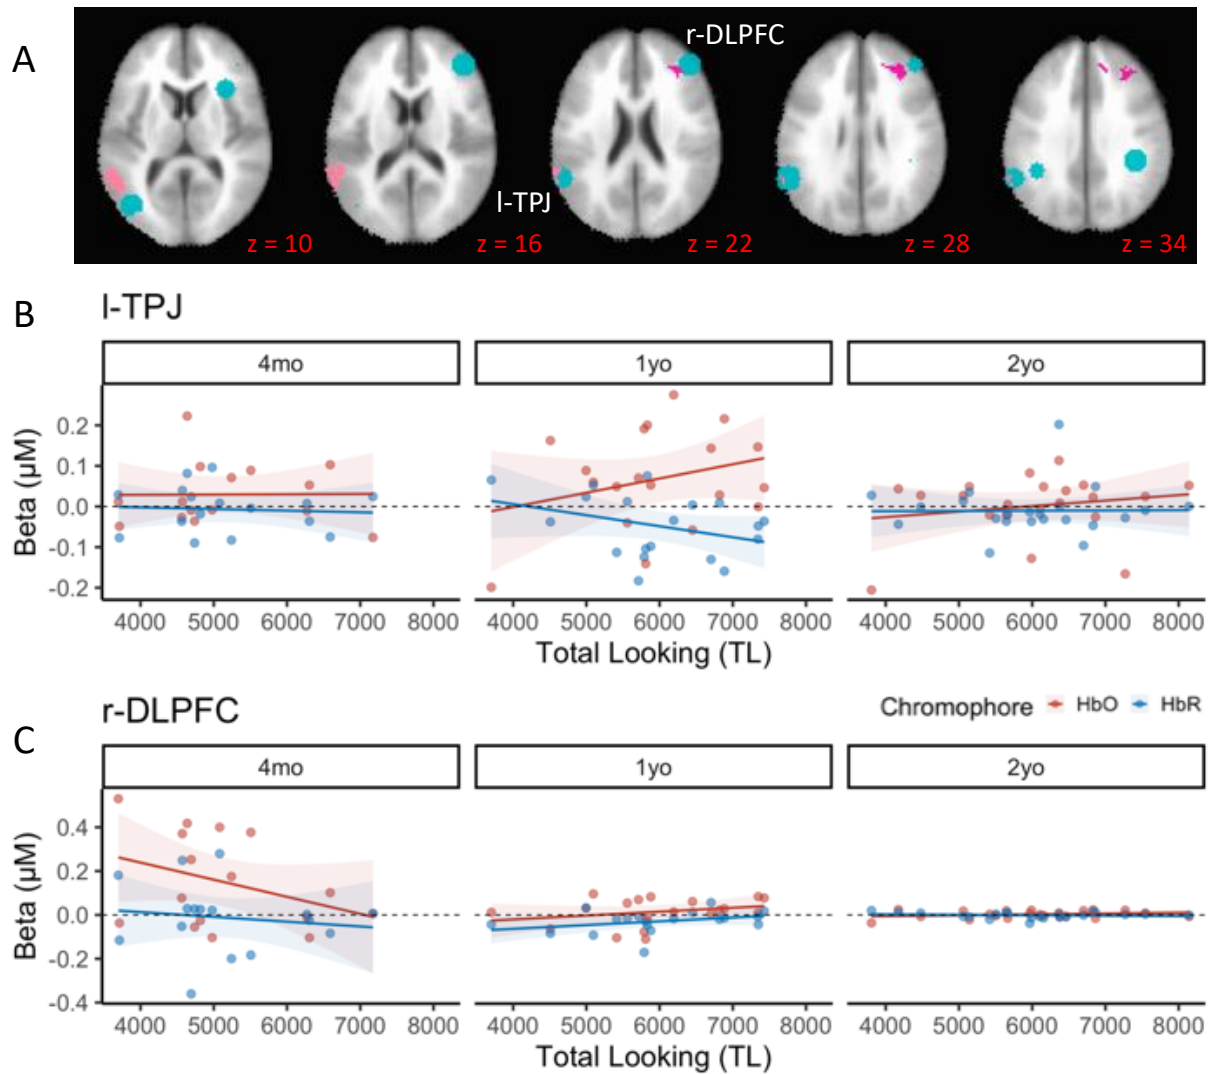 A
r-DLPFC
l-TPJ
z = 10
z = 16
z = 22
z = 28
z = 34
B
l-TPJ
4mo
1yo
2yo
Beta (μM)
0.2
0.1
0.0
-0.1
-0.2
4000 5000 6000 7000 8000
4000 5000 6000 7000 8000
4000 5000 6000 7000 8000
Total Looking (TL)
C
r-DLPFC
Chromophore HbO HbR
4mo
1yo
2yo
Beta (μM)
0.4
0.2
0.0
-0.2
-0.4
4000 5000 6000 7000 8000
4000 5000 6000 7000 8000
4000 5000 6000 7000 8000
Total Looking (TL)